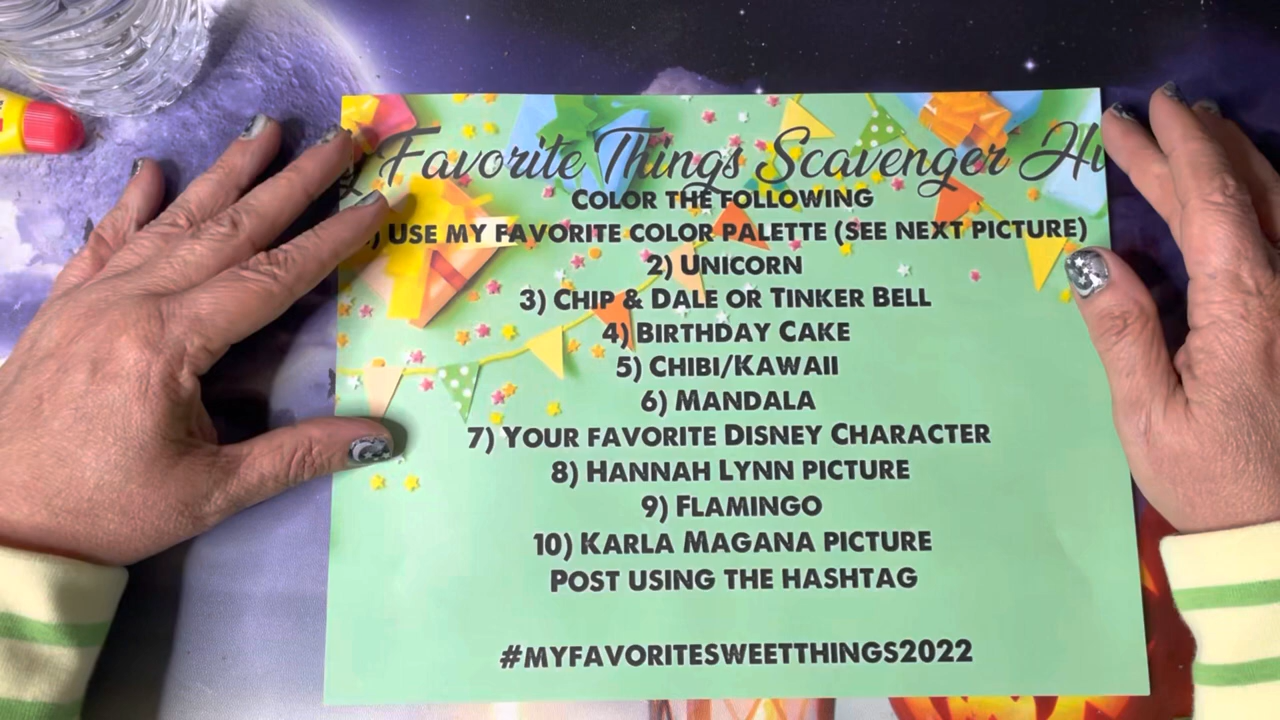 Favorite Things Scavenger Hu
COLOR THE FOLLOWING
) USE MY FAVORITE COLOR PALETTE (SEE NEXT PICTURE)
2) UNICORN
3) CHIP & DALE OR TINKER BELL
4) BIRTHDAY CAKE
5) CHIBI/KAWAII
6) MANDALA
7) YOUR FAVORITE DISNEY CHARACTER
8) HANNAH LYNN PICTURE
9) FLAMINGO
10) KARLA MAGANA PICTURE
POST USING THE HASHTAG
#MYFAVORITESWEETTHINGS2022